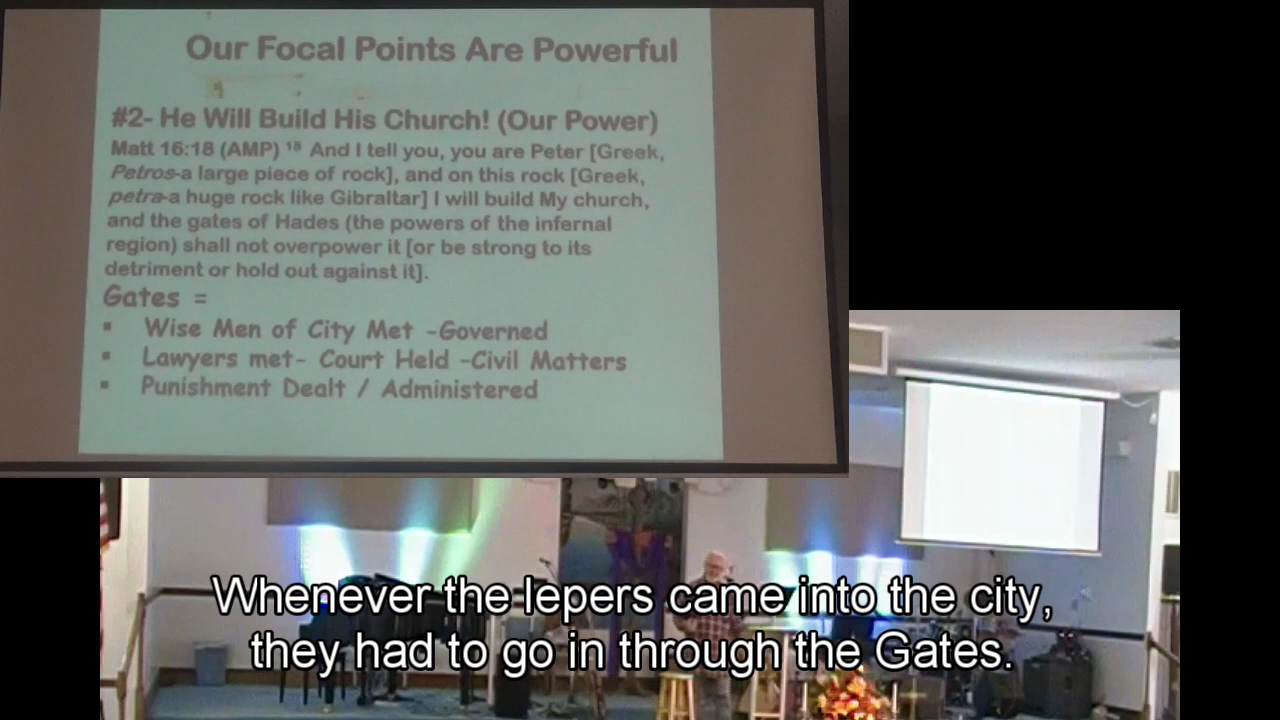 Our Focal Points Are Powerful
#2- He Will Build His Church! (Our Power)
Matt 16:18 (AMP) ¹⁸ And I tell you, you are Peter [Greek,
Petros-a large piece of rock], and on this rock [Greek,
petra-a huge rock like Gibraltar] I will build My church,
and the gates of Hades (the powers of the infernal
region) shall not overpower it [or be strong to its
detriment or hold out against it].
Gates =
▪ Wise Men of City Met -Governed
▪ Lawyers met- Court Held -Civil Matters
▪ Punishment Dealt / Administered
Whenever the lepers came into the city,
they had to go in through the Gates.